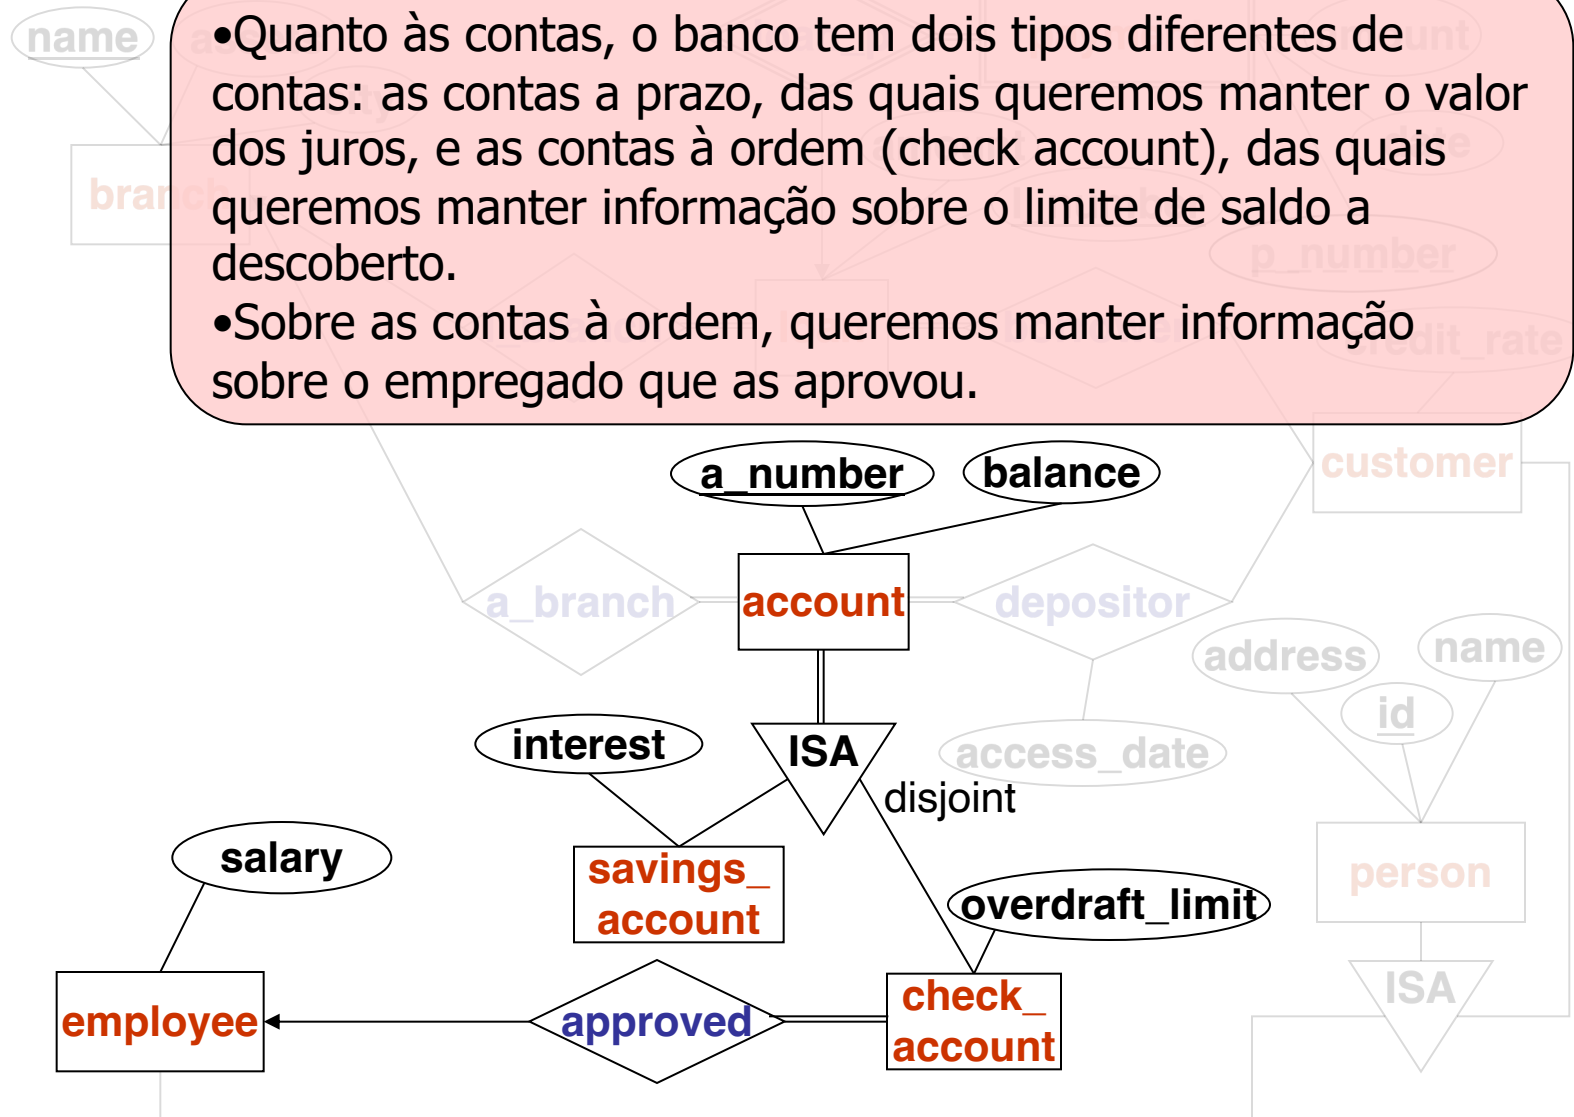 •Quanto às contas, o banco tem dois tipos diferentes de
contas: as contas a prazo, das quais queremos manter o valor
dos juros, e as contas à ordem (check account), das quais
queremos manter informação sobre o limite de saldo a
descoberto.
•Sobre as contas à ordem, queremos manter informação
sobre o empregado que as aprovou.
name
branch
p_number
credit_rate
customer
a_number
balance
a_branch
account
depositor
address
name
id
interest
ISA
access_date
disjoint
salary
savings_
account
person
overdraft_limit
employee
approved
check_
account
ISA